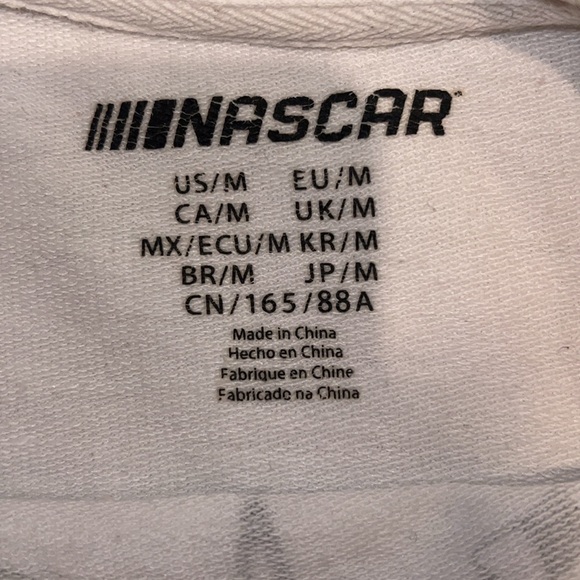 NASCAR
US/M EU/M
CA/M UK/M
MX/ECU/M KR/M
BR/M JP/M
CN/165/88A
Made in China
Hecho en China
Fabrique en Chine
Fabricado na China